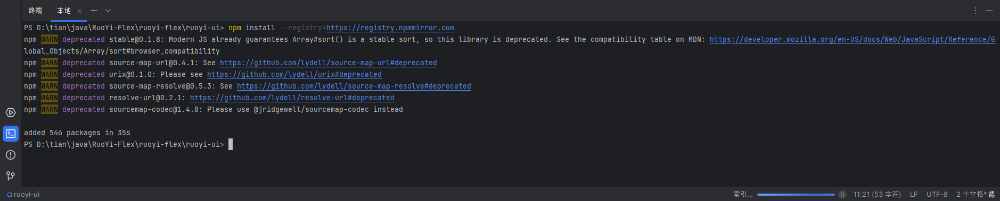 终端 本地
PS D:\tian\java\RuoYi-Flex\ruoyi-flex\ruoyi-ui> npm install --registry=https://registry.npmmirror.com
npm WARN deprecated stable@0.1.8: Modern JS already guarantees Array#sort() is a stable sort, so this library is deprecated. See the compatibility table on MDN: https://developer.mozilla.org/en-US/docs/Web/JavaScript/Reference/G
lobal_Objects/Array/sort#browser_compatibility
npm WARN deprecated source-map-url@0.4.1: See https://github.com/lydell/source-map-url#deprecated
npm WARN deprecated urix@0.1.0: Please see https://github.com/lydell/urix#deprecated
npm WARN deprecated source-map-resolve@0.5.3: See https://github.com/lydell/source-map-resolve#deprecated
npm WARN deprecated resolve-url@0.2.1: https://github.com/lydell/resolve-url#deprecated
npm WARN deprecated sourcemap-codec@1.4.8: Please use @jridgewell/sourcemap-codec instead
added 546 packages in 35s
PS D:\tian\java\RuoYi-Flex\ruoyi-flex\ruoyi-ui>
ruoyi-ui 索引... 11:21 (53 字符) LF UTF-8 2 个空格*